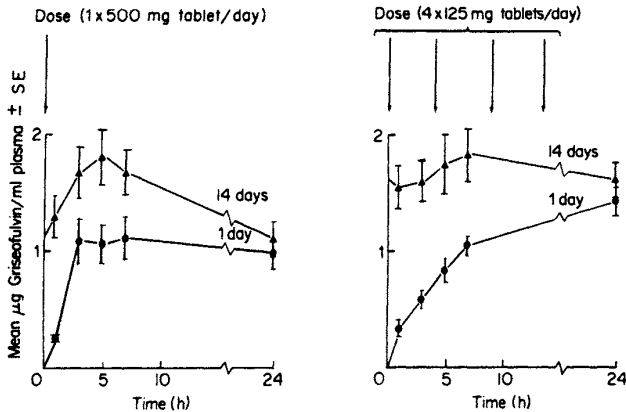 Dose (1 x 500 mg tablet/day)
Dose (4 x 125 mg tablets/day)
Mean µg Griseofulvin/ml plasma ± SE
2
1
0
5
10
24
Time (h)
14 days
1 day
2
1
0
5
10
24
Time (h)
14 days
1 day